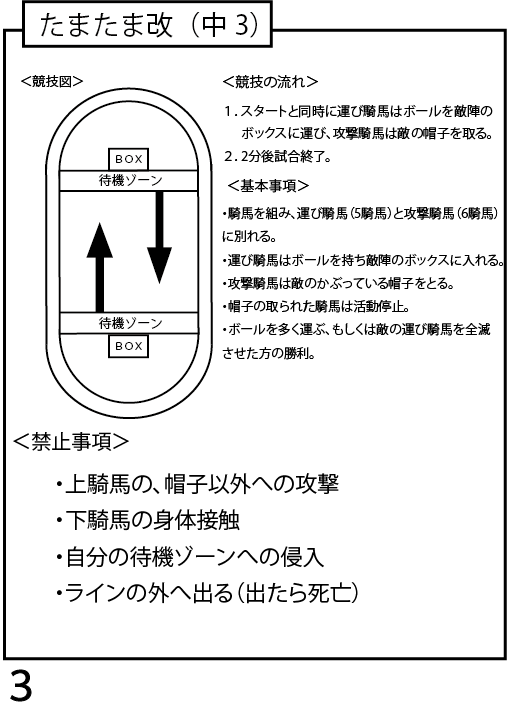 たまたま改（中3）
＜競技図＞
BOX
待機ゾーン
待機ゾーン
BOX
＜競技の流れ＞
１．スタートと同時に運び騎馬はボールを敵陣の
ボックスに運び、攻撃騎馬は敵の帽子を取る。
２．2分後試合終了。
＜基本事項＞
・騎馬を組み、運び騎馬（5騎馬）と攻撃騎馬（6騎馬）
に別れる。
・運び騎馬はボールを持ち敵陣のボックスに入れる。
・攻撃騎馬は敵のかぶっている帽子をとる。
・帽子の取られた騎馬は活動停止。
・ボールを多く運ぶ、もしくは敵の運び騎馬を全滅
させた方の勝利。
＜禁止事項＞
・上騎馬の、帽子以外への攻撃
・下騎馬の身体接触
・自分の待機ゾーンへの侵入
・ラインの外へ出る（出たら死亡）
3